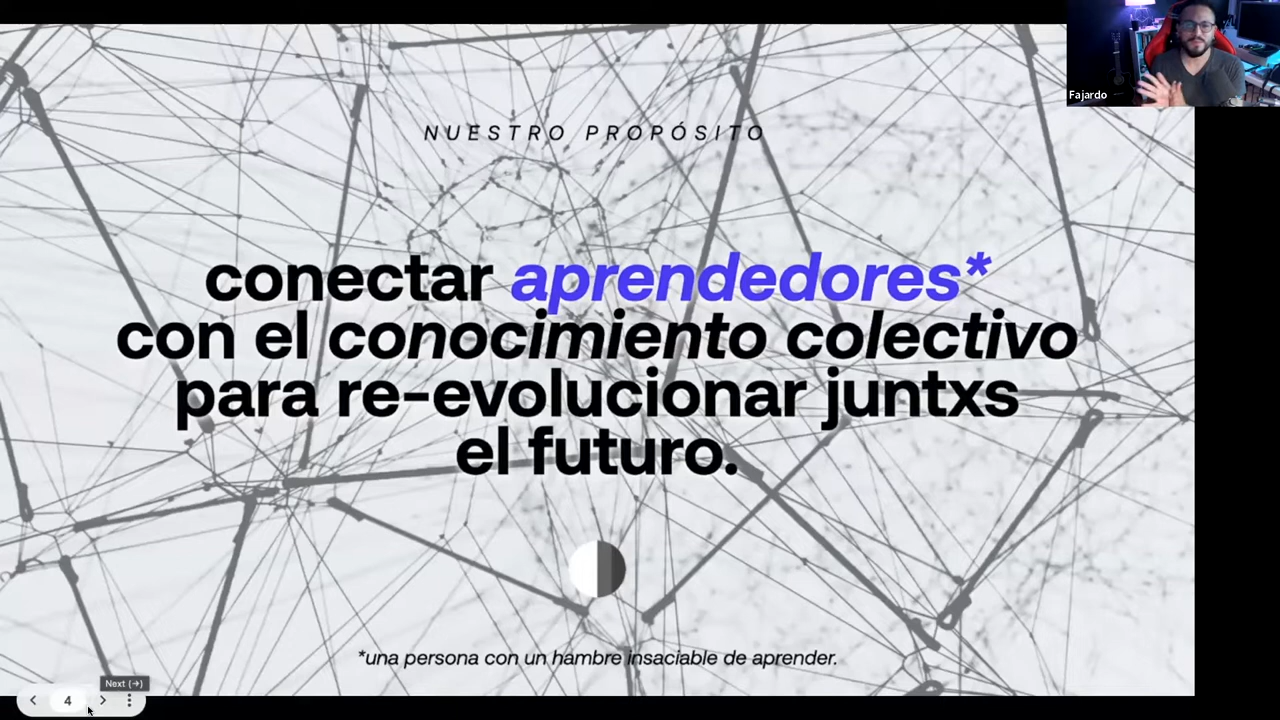 Fajardo
NUESTRO PROPÓSITO
conectar aprendedores*
con el conocimiento colectivo
para re-evolucionar juntxs
el futuro.
*una persona con un hambre insaciable de aprender.
Next (→)
4